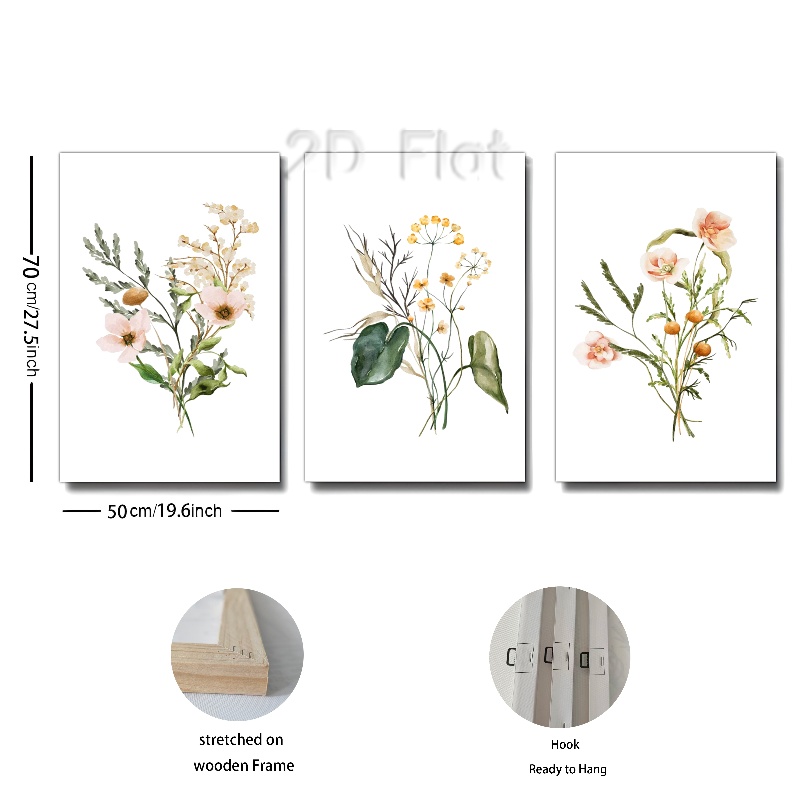 2D Flat
70 cm/27.5inch
50 cm/19.6inch
stretched on
wooden Frame
Hook
Ready to Hang